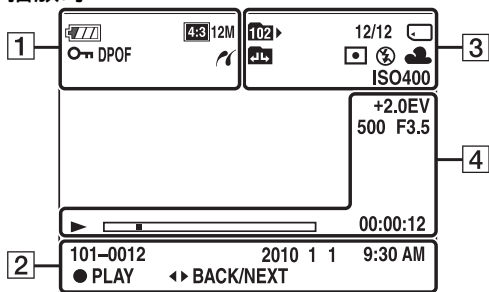 1
4:3 12M
DPOF
102 12/12
ISO400
3
+2.0EV
500 F3.5
4
00:00:12
2
101–0012 2010 1 1 9:30 AM
● PLAY ◀▶ BACK/NEXT